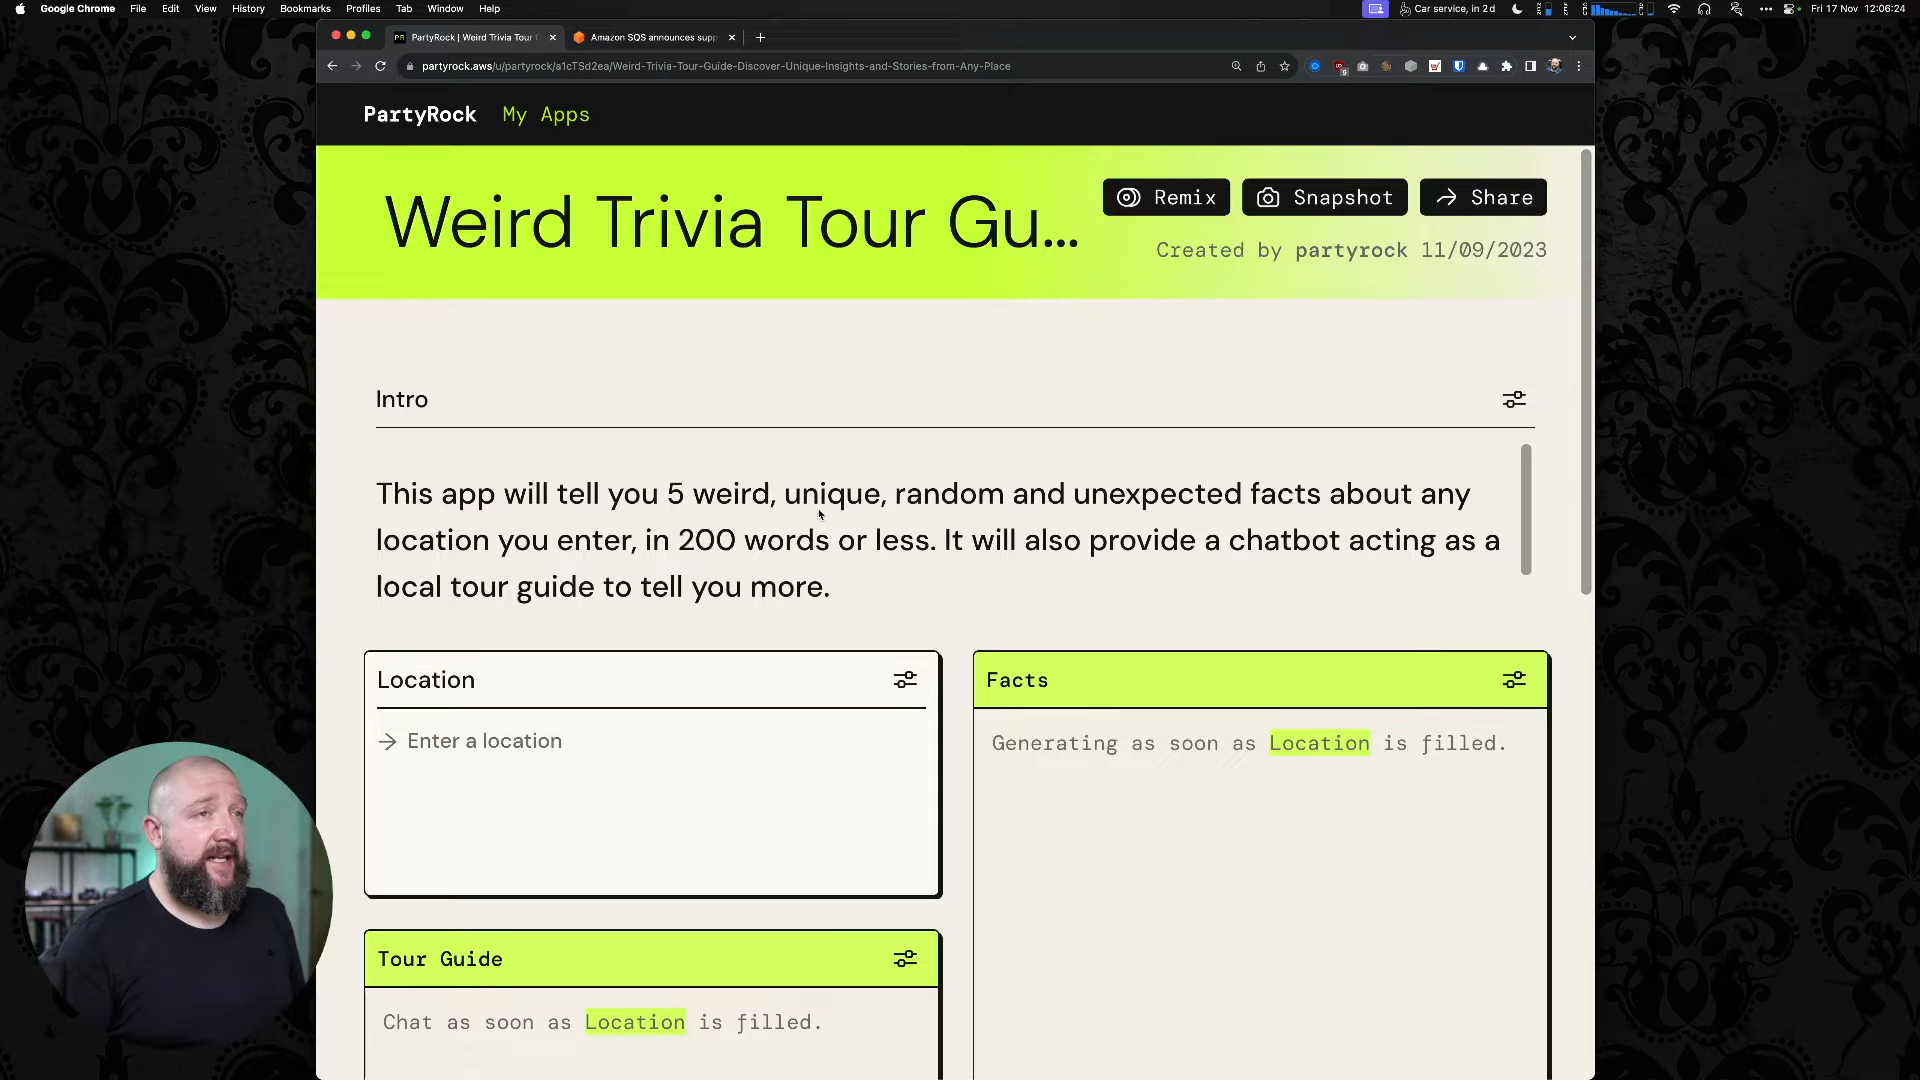 Google Chrome File Edit View History Bookmarks Profiles Tab Window Help
Car service, in 2 d
Fri 17 Nov 12:06:24
PartyRock | Weird Trivia Tour G
Amazon SQS announces supp
partyrock.aws/u/partyrock/a1cTSd2ea/Weird-Trivia-Tour-Guide-Discover-Unique-Insights-and-Stories-from-Any-Place
PartyRock My Apps
Weird Trivia Tour Gu...
Remix
Snapshot
Share
Created by partyrock 11/09/2023
Intro
This app will tell you 5 weird, unique, random and unexpected facts about any
location you enter, in 200 words or less. It will also provide a chatbot acting as a
local tour guide to tell you more.
Location
Enter a location
Facts
Generating as soon as Location is filled.
Tour Guide
Chat as soon as Location is filled.